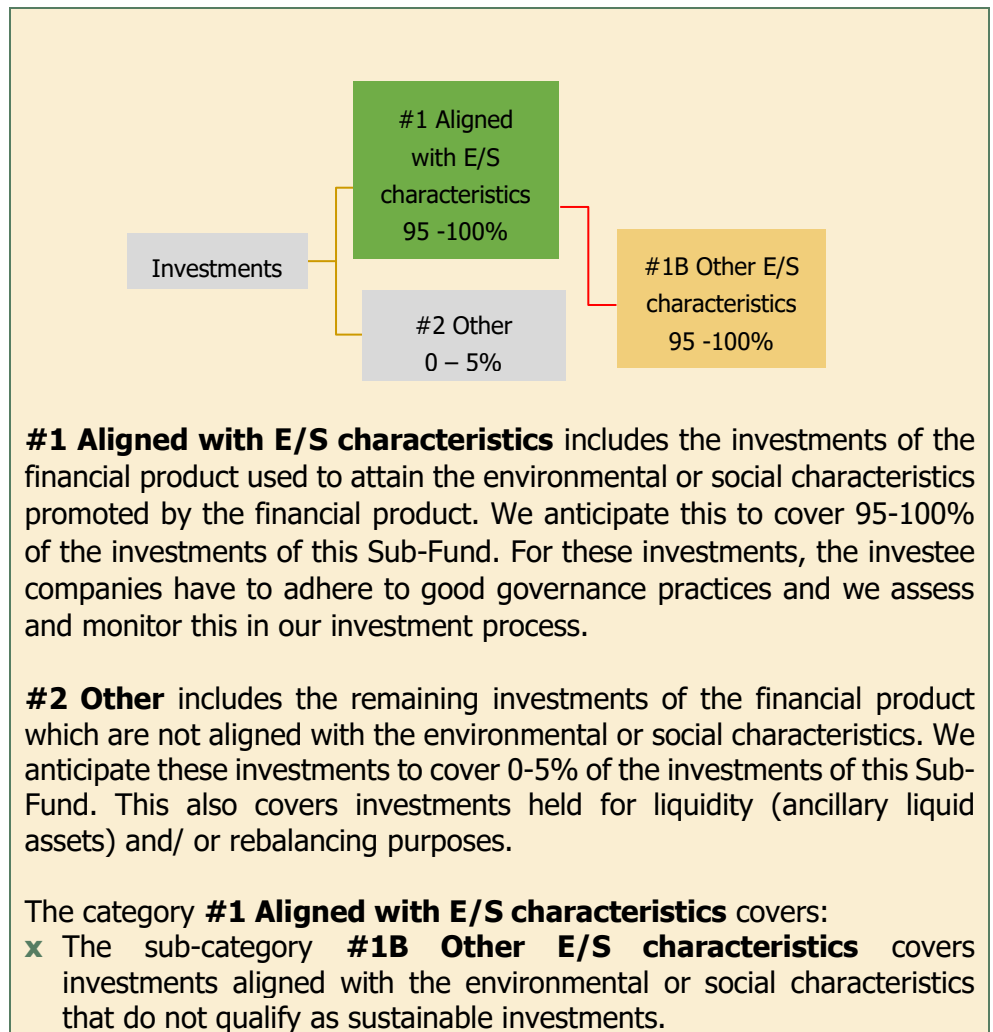 #1 Aligned
with E/S
characteristics
95 -100%
Investments
#2 Other
0 – 5%
#1B Other E/S
characteristics
95 -100%
#1 Aligned with E/S characteristics includes the investments of the
financial product used to attain the environmental or social characteristics
promoted by the financial product. We anticipate this to cover 95-100%
of the investments of this Sub-Fund. For these investments, the investee
companies have to adhere to good governance practices and we assess
and monitor this in our investment process.
#2 Other includes the remaining investments of the financial product
which are not aligned with the environmental or social characteristics. We
anticipate these investments to cover 0-5% of the investments of this Sub-
Fund. This also covers investments held for liquidity (ancillary liquid
assets) and/ or rebalancing purposes.
The category #1 Aligned with E/S characteristics covers:
x The sub-category #1B Other E/S characteristics covers
investments aligned with the environmental or social characteristics
that do not qualify as sustainable investments.